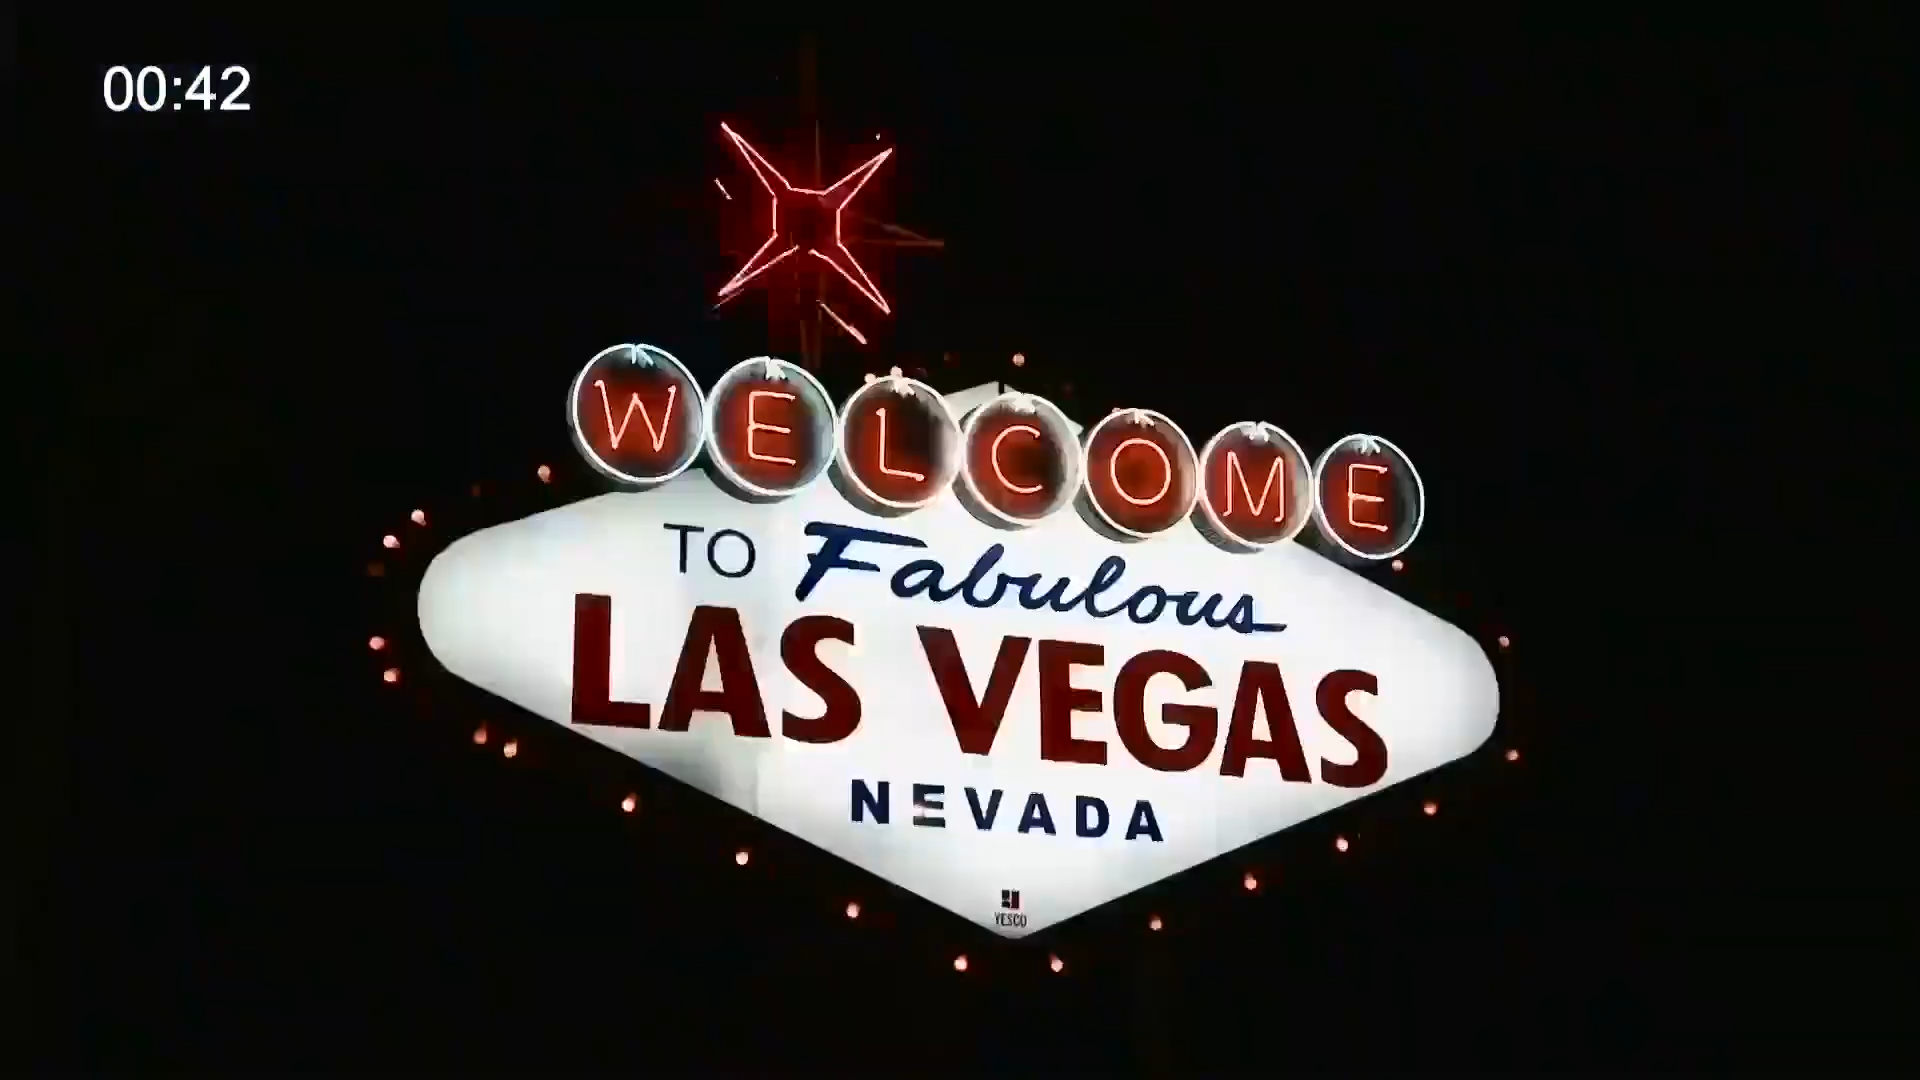 00:42
WELCOME
TO Fabulous
LAS VEGAS
NEVADA
YESCO